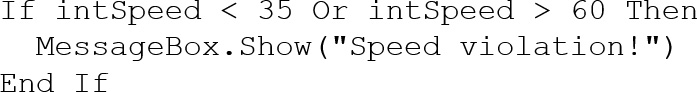 If intSpeed < 35 Or intSpeed > 60 Then
  MessageBox.Show("Speed violation!")
End If